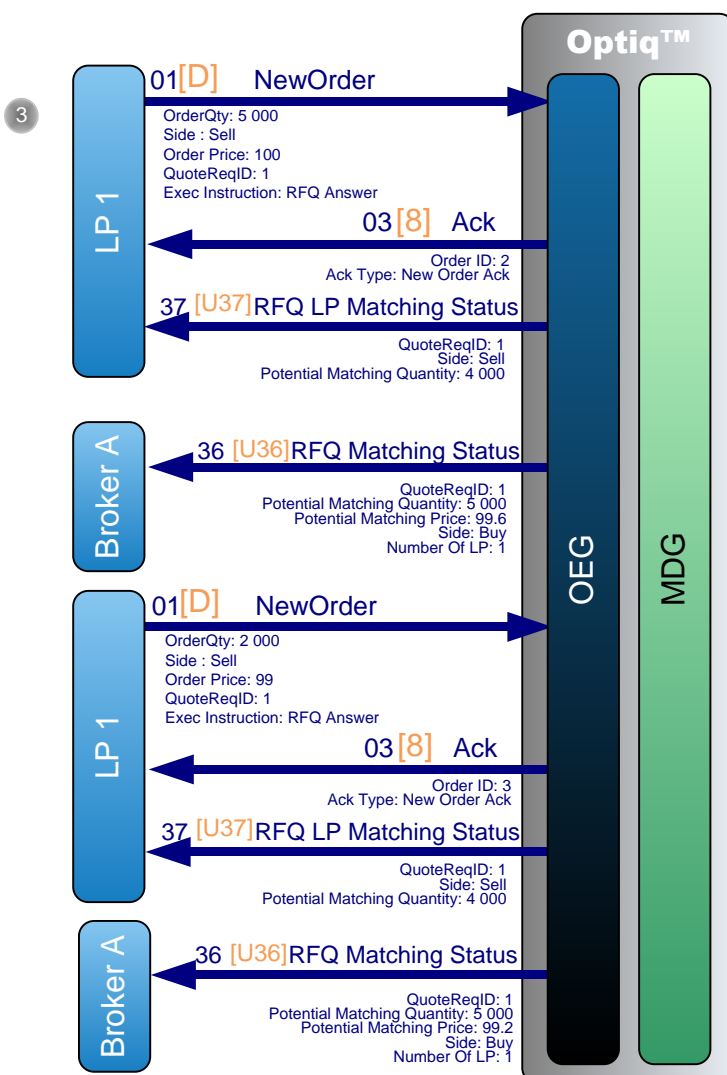 Optiq™
3
LP 1
01[D] NewOrder
OrderQty: 5 000
Side : Sell
Order Price: 100
QuoteReqID: 1
Exec Instruction: RFQ Answer
03[8] Ack
Order ID: 2
Ack Type: New Order Ack
37 [U37]RFQ LP Matching Status
QuoteReqID: 1
Side: Sell
Potential Matching Quantity: 4 000
Broker A
36 [U36]RFQ Matching Status
QuoteReqID: 1
Potential Matching Quantity: 5 000
Potential Matching Price: 99.6
Side: Buy
Number Of LP: 1
OEG
MDG
LP 1
01[D] NewOrder
OrderQty: 2 000
Side : Sell
Order Price: 99
QuoteReqID: 1
Exec Instruction: RFQ Answer
03[8] Ack
Order ID: 3
Ack Type: New Order Ack
37 [U37]RFQ LP Matching Status
QuoteReqID: 1
Side: Sell
Potential Matching Quantity: 4 000
Broker A
36 [U36]RFQ Matching Status
QuoteReqID: 1
Potential Matching Quantity: 5 000
Potential Matching Price: 99.2
Side: Buy
Number Of LP: 1